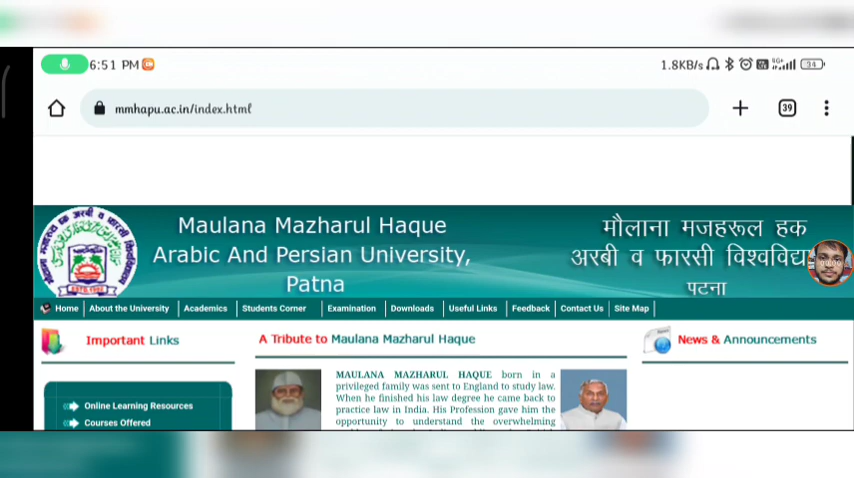 6:51 PM
1.8KB/s
34
mmhapu.ac.in/index.html
39
Maulana Mazharul Haque
Arabic And Persian University,
Patna
मौलाना मजहरूल हक
अरबी व फारसी विश्वविद्या
पटना
Home
About the University
Academics
Students Corner
Examination
Downloads
Useful Links
Feedback
Contact Us
Site Map
Important Links
Online Learning Resources
Courses Offered
A Tribute to Maulana Mazharul Haque
MAULANA MAZHARUL HAQUE born in a
privileged family was sent to England to study law.
When he finished his law degree he came back to
practice law in India. His Profession gave him the
opportunity to understand the overwhelming
News & Announcements